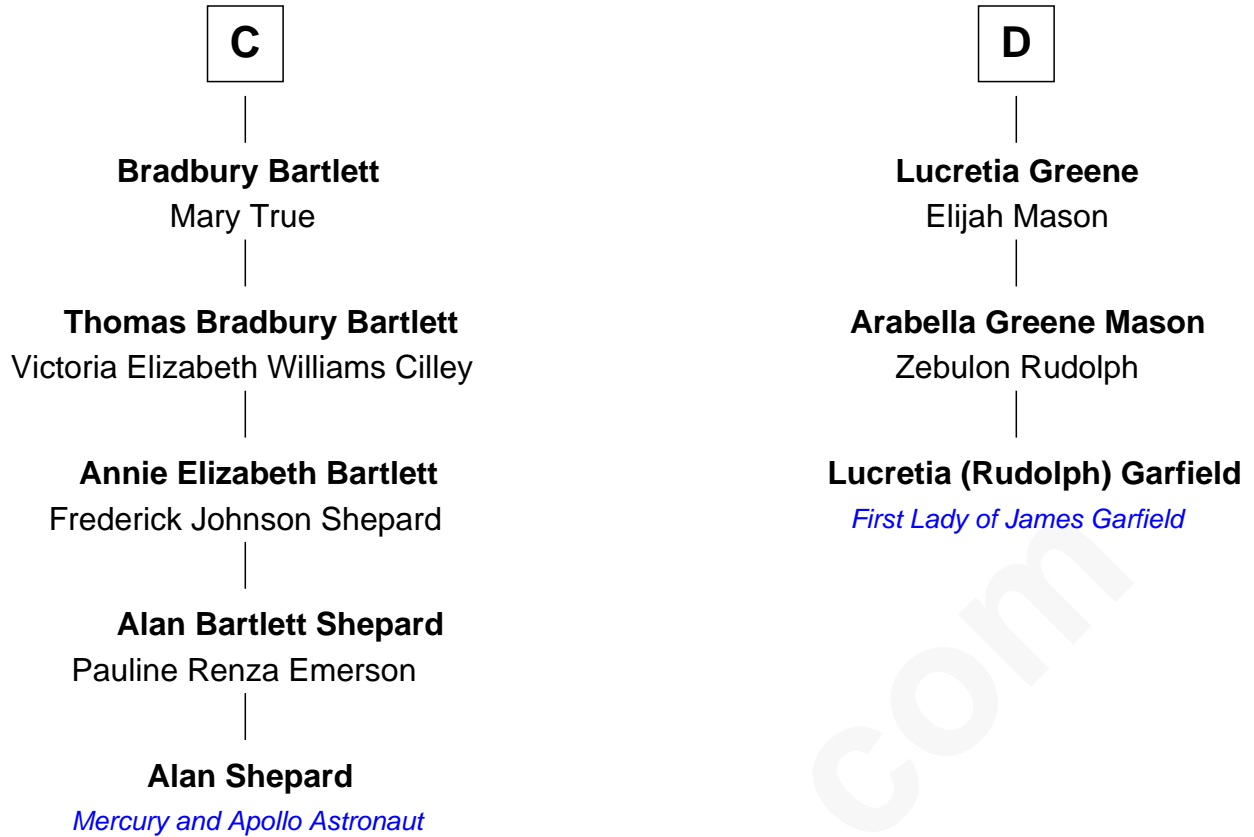 C
Bradbury Bartlett
Mary True
Thomas Bradbury Bartlett
Victoria Elizabeth Williams Cilley
Annie Elizabeth Bartlett
Frederick Johnson Shepard
Alan Bartlett Shepard
Pauline Renza Emerson
Alan Shepard
Mercury and Apollo Astronaut
D
Lucretia Greene
Elijah Mason
Arabella Greene Mason
Zebulon Rudolph
Lucretia (Rudolph) Garfield
First Lady of James Garfield
com